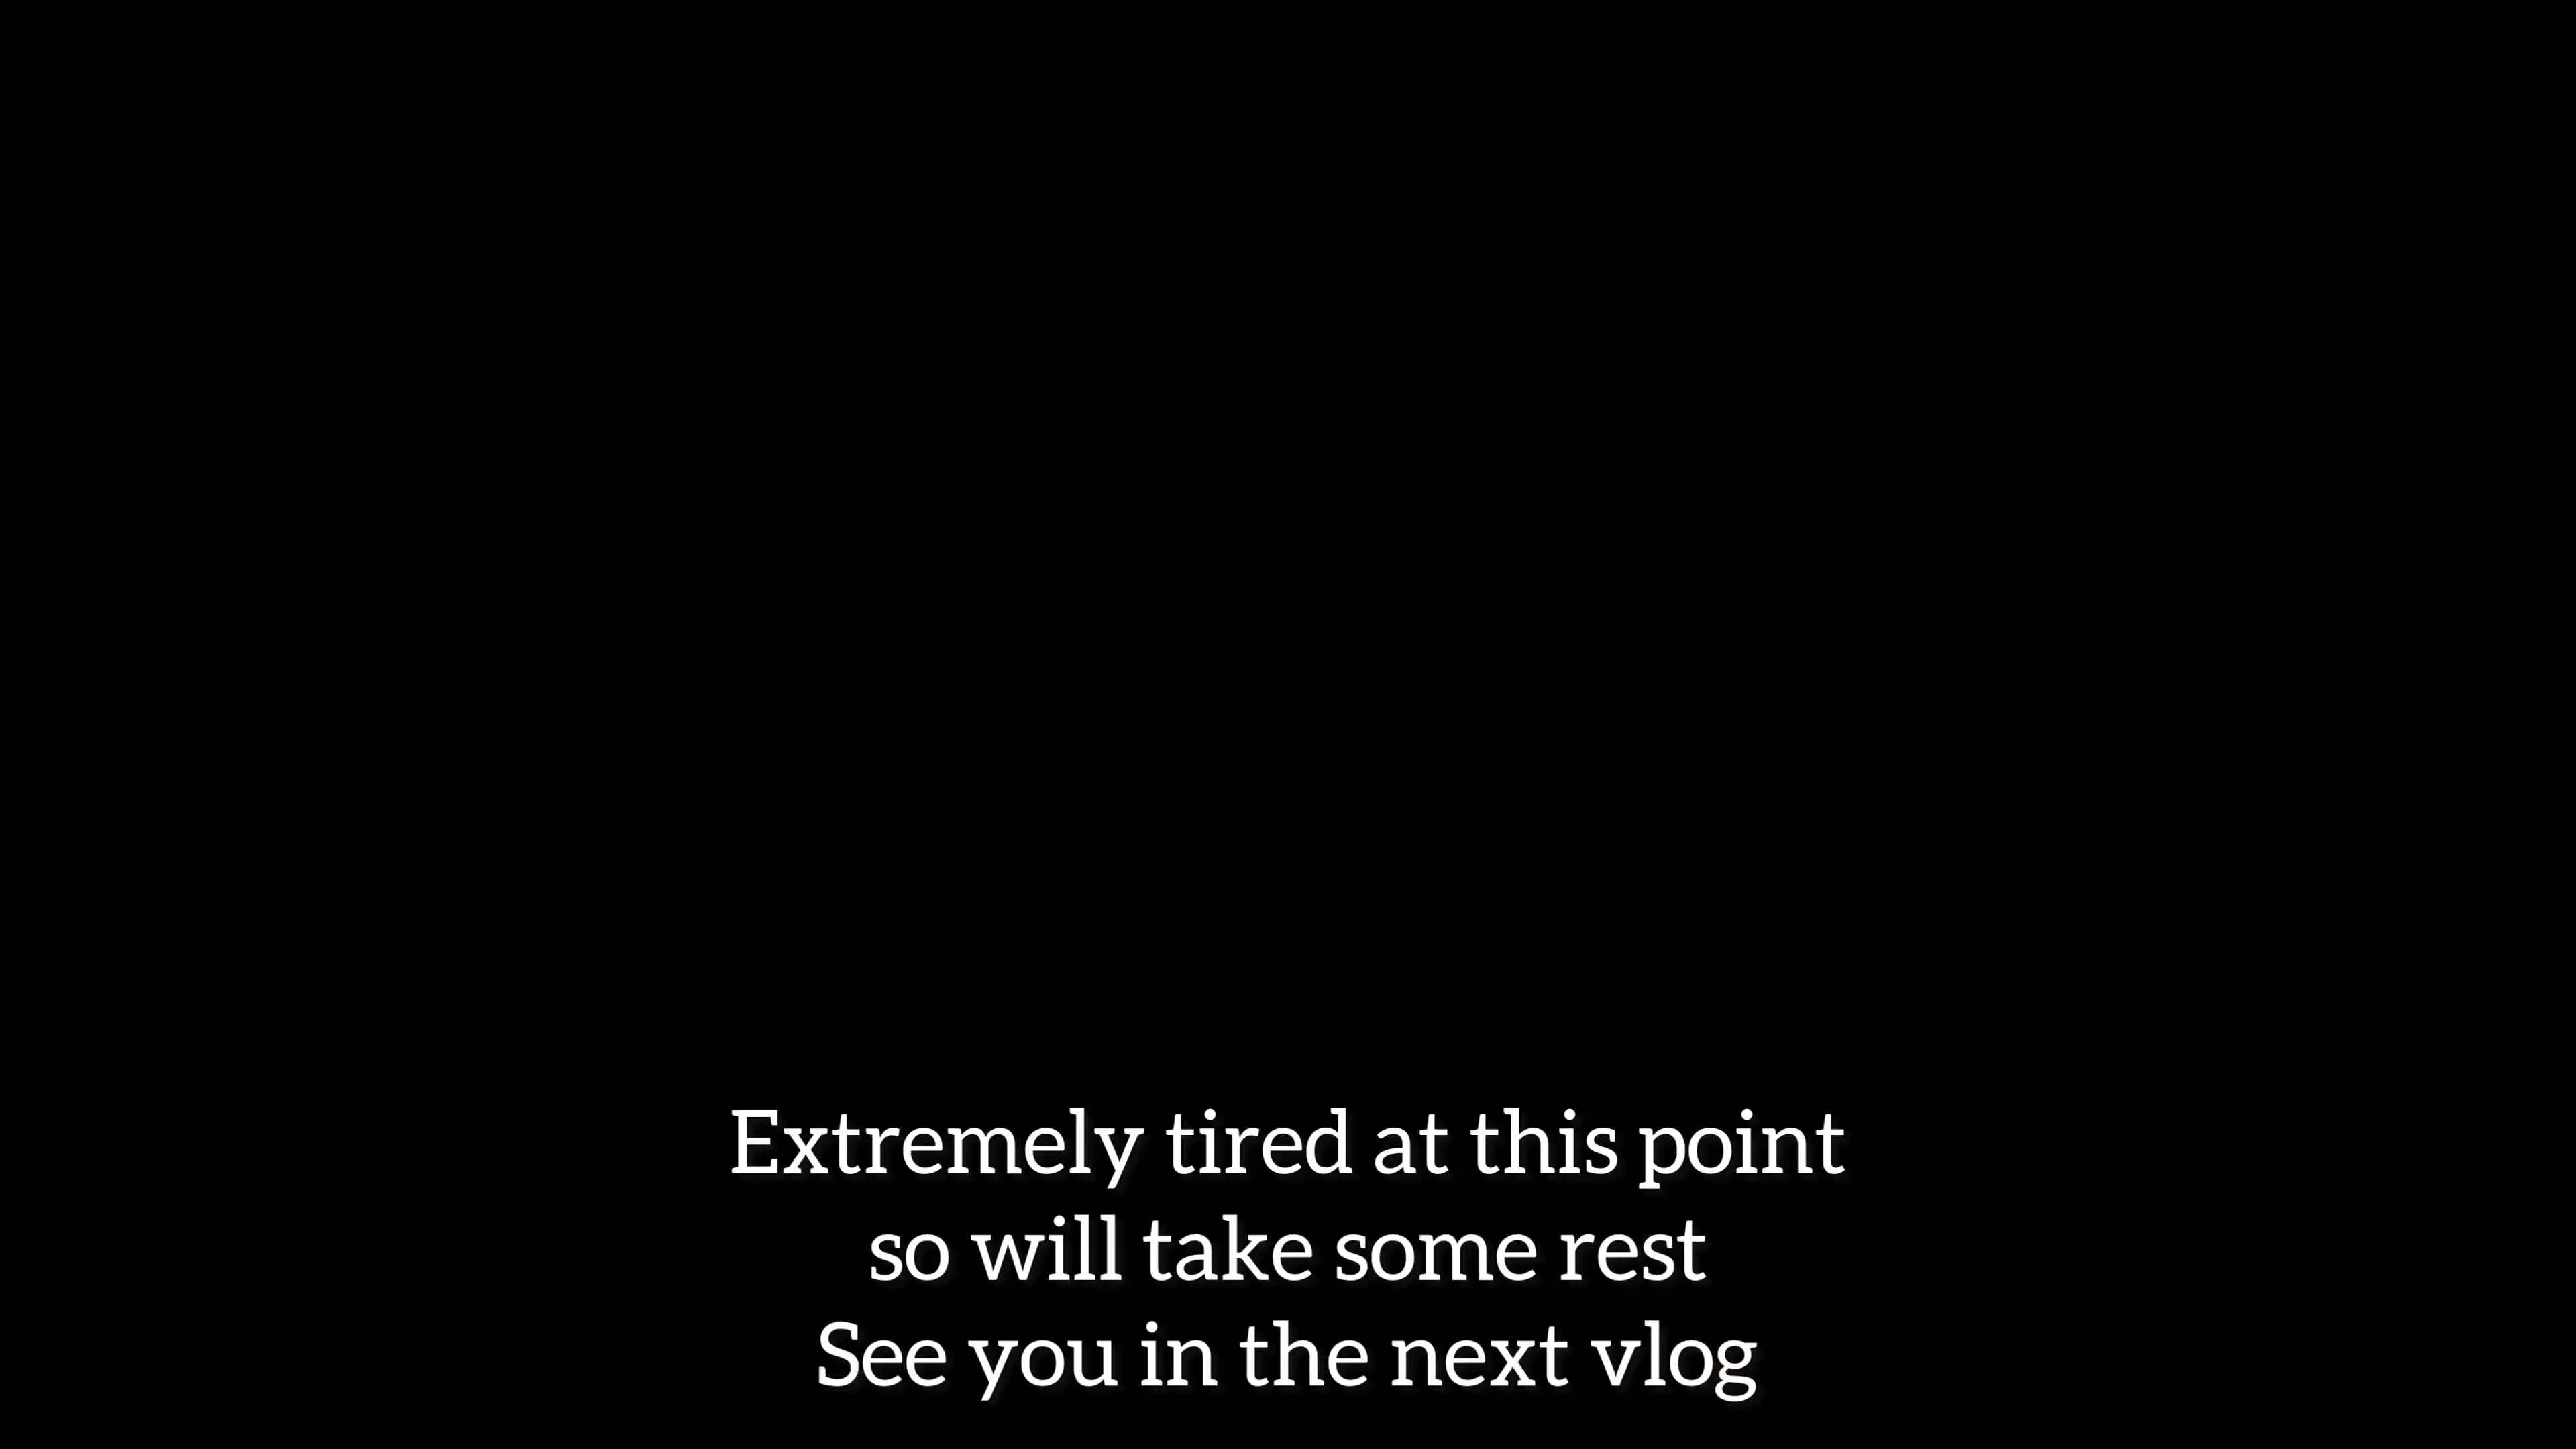 Extremely tired at this point
so will take some rest
See you in the next vlog